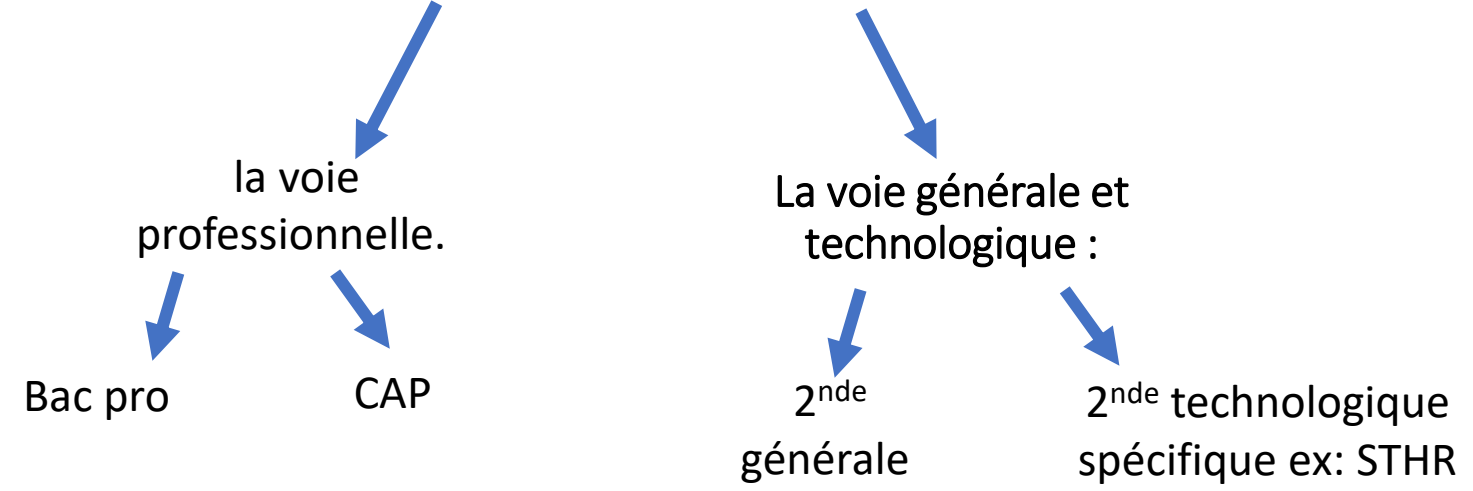 la voie
professionnelle.
La voie générale et
technologique :
Bac pro
CAP
2nde
générale
2nde technologique
spécifique ex: STHR